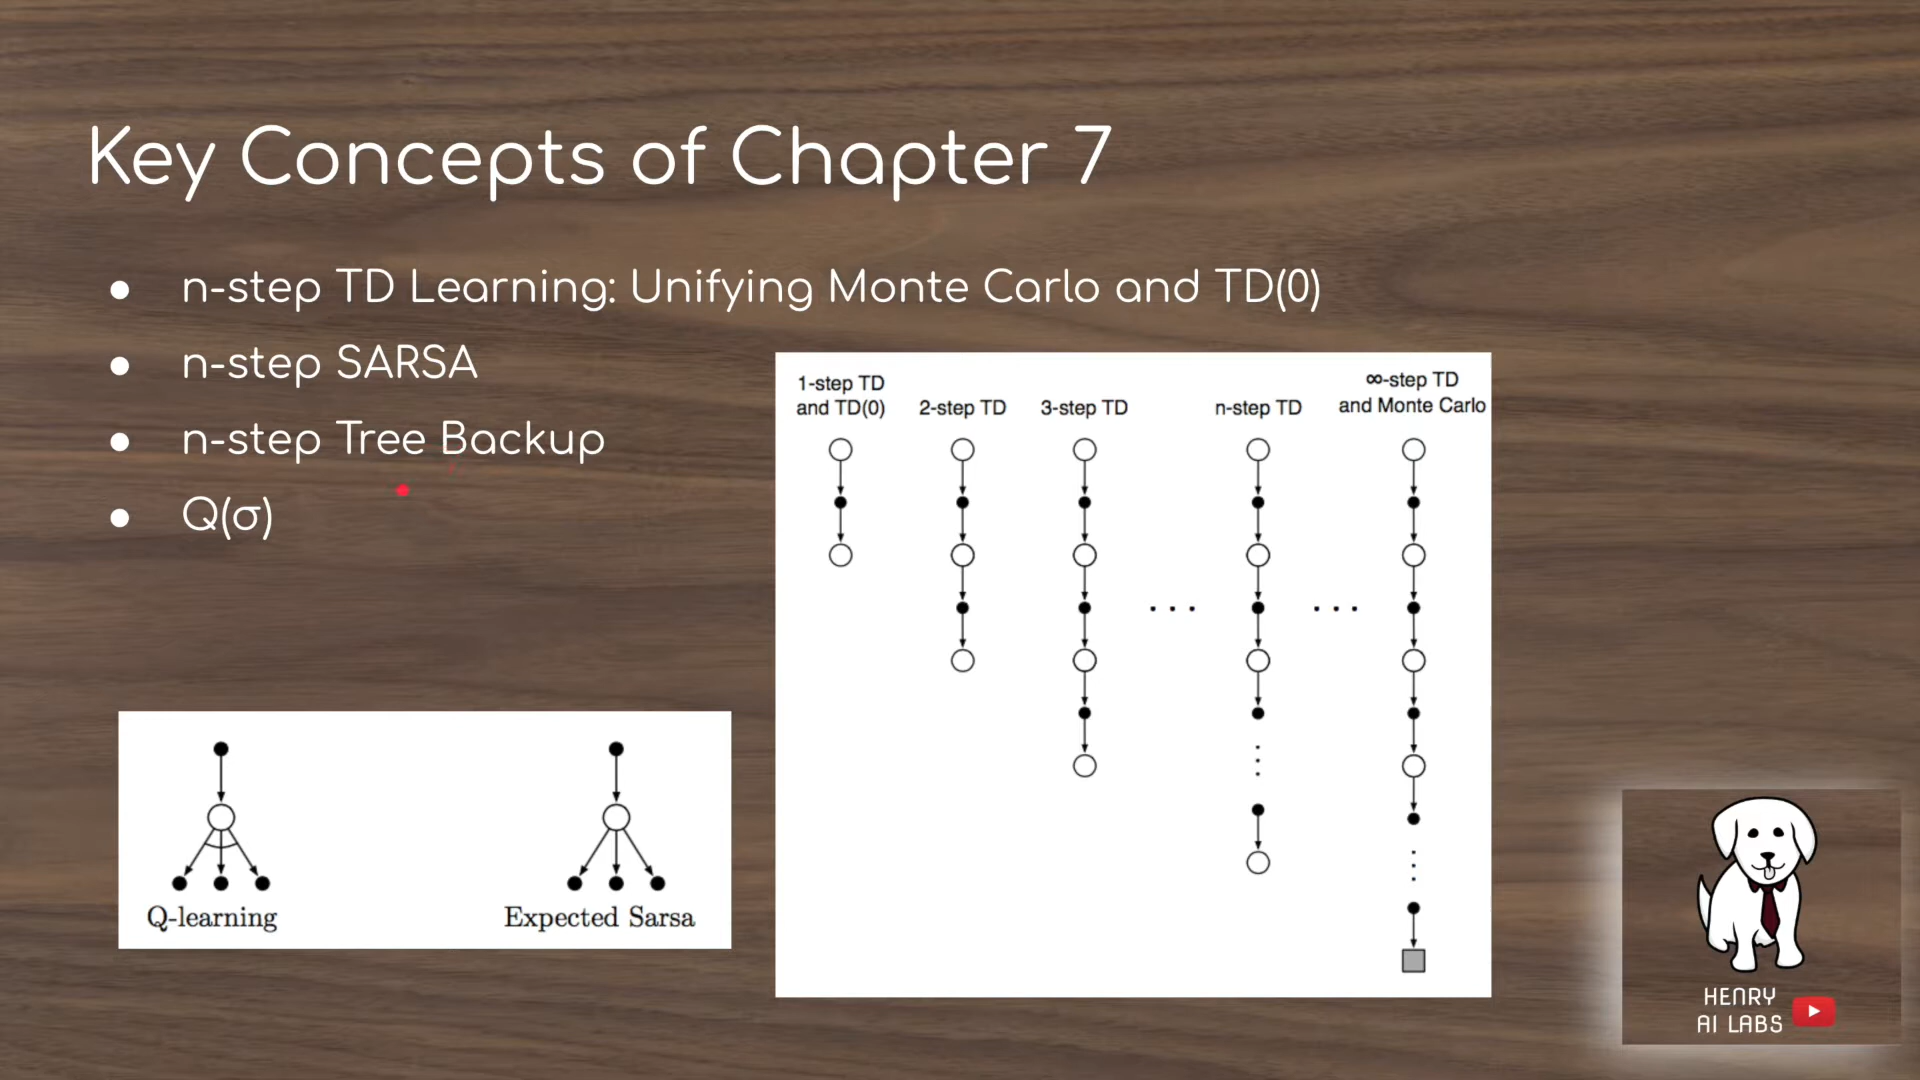 Key Concepts of Chapter 7
● n-step TD Learning: Unifying Monte Carlo and TD(0)
● n-step SARSA
● n-step Tree Backup
● Q(σ)
1-step TD
and TD(0)
2-step TD
3-step TD
n-step TD
∞-step TD
and Monte Carlo
Q-learning
Expected Sarsa
HENRY
AI LABS